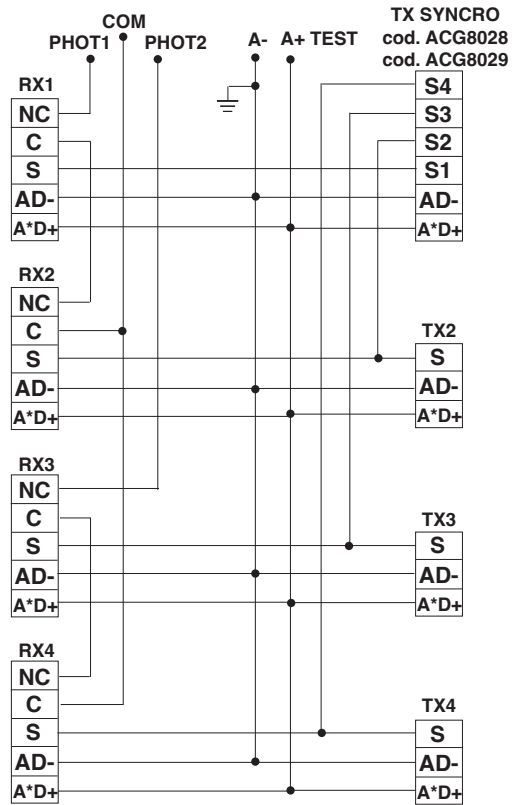 COM
PHOT1
PHOT2
A-
A+ TEST
TX SYNCRO
cod. ACG8028
cod. ACG8029
RX1
NC
C
S
AD-
A*D+
S4
S3
S2
S1
AD-
A*D+
RX2
NC
C
S
AD-
A*D+
TX2
S
AD-
A*D+
RX3
NC
C
S
AD-
A*D+
TX3
S
AD-
A*D+
RX4
NC
C
S
AD-
A*D+
TX4
S
AD-
A*D+